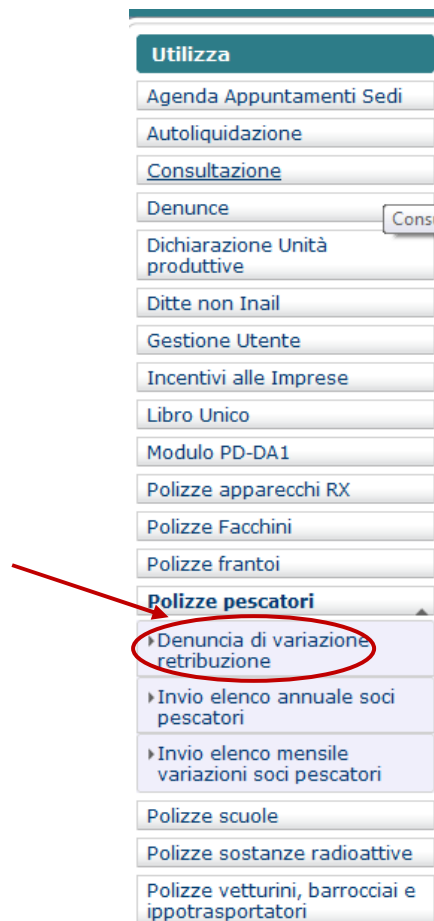 Utilizza
Agenda Appuntamenti Sedi
Autoliquidazione
Consultazione
Denunce
Dichiarazione Unità
produttive
Ditte non Inail
Gestione Utente
Incentivi alle Imprese
Libro Unico
Modulo PD-DA1
Polizze apparecchi RX
Polizze Facchini
Polizze frantoi
Polizze pescatori
Denuncia di variazione
retribuzione
Invio elenco annuale soci
pescatori
Invio elenco mensile
variazioni soci pescatori
Polizze scuole
Polizze sostanze radioattive
Polizze vetturini, barrocciai e
ippotrasportatori